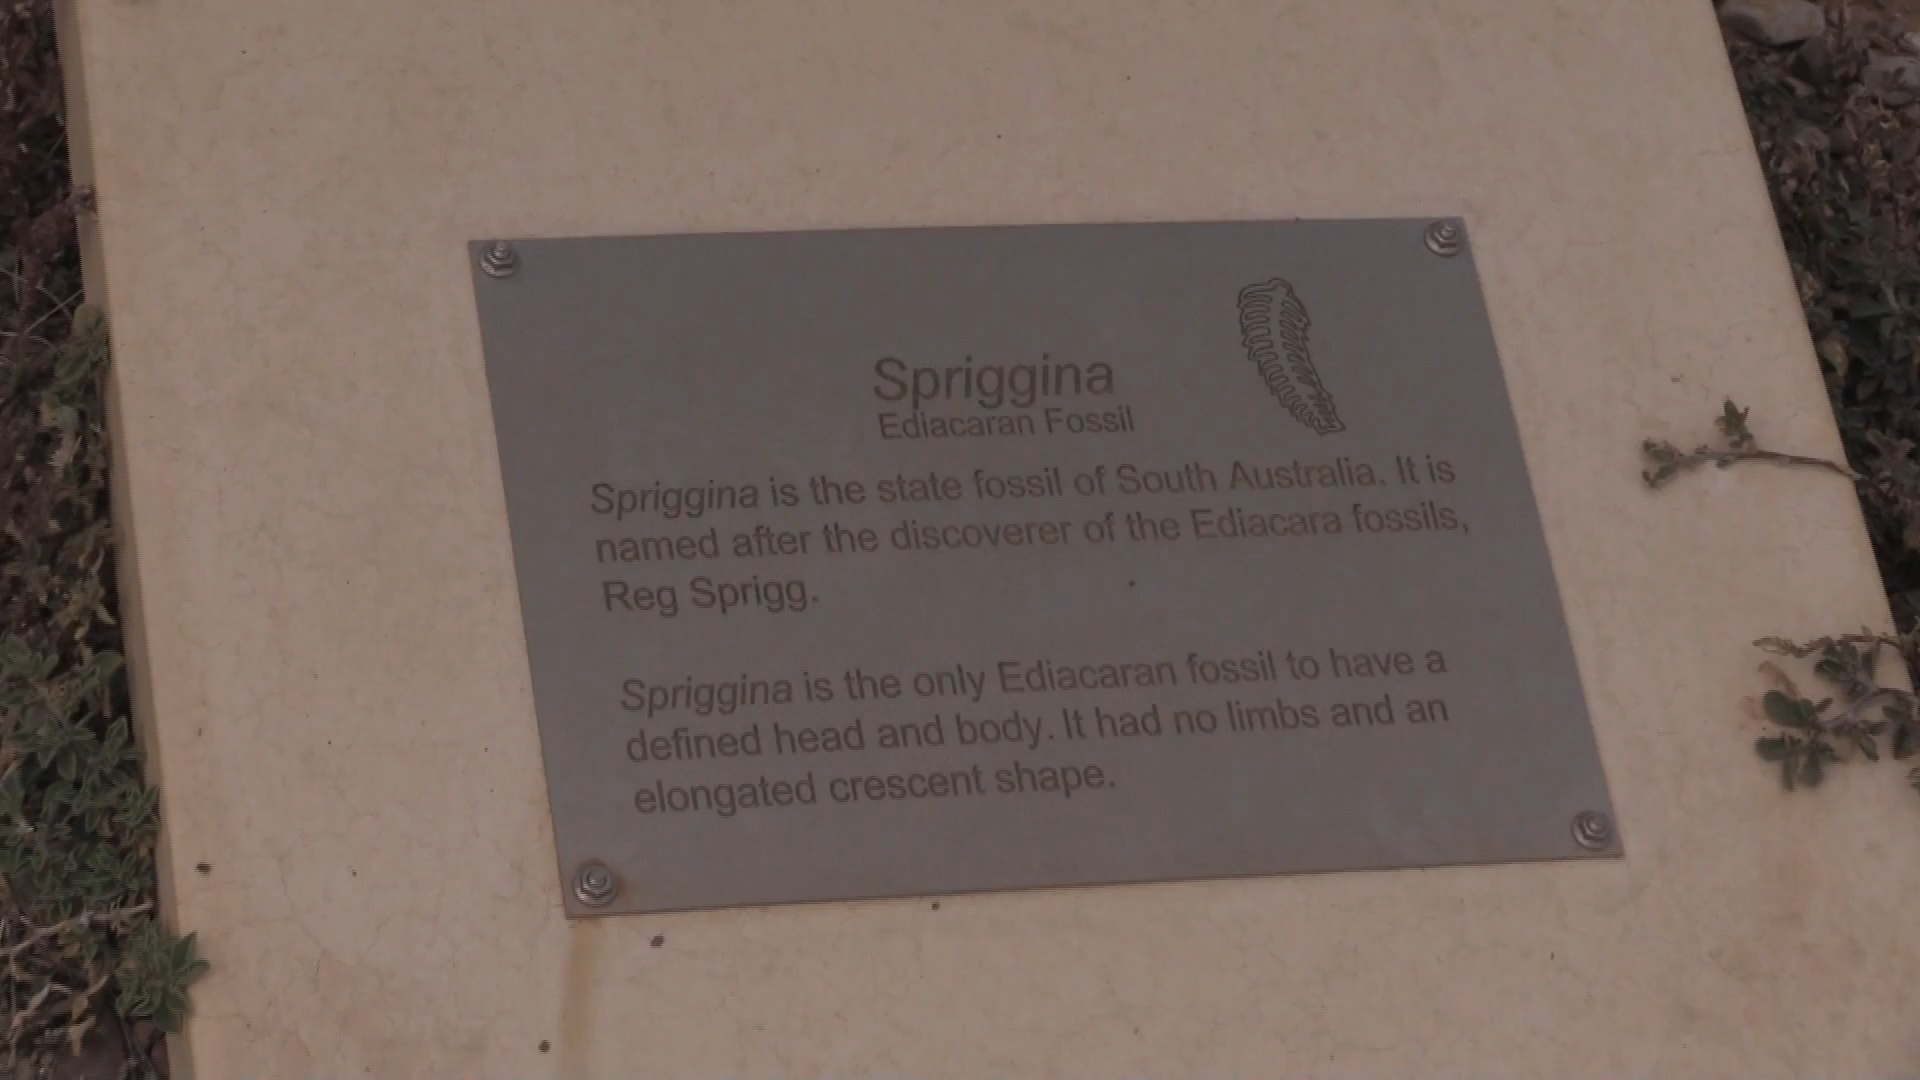 Spriggina
Ediacaran Fossil
Spriggina is the state fossil of South Australia. It is
named after the discoverer of the Ediacara fossils,
Reg Sprigg.
Spriggina is the only Ediacaran fossil to have a
defined head and body. It had no limbs and an
elongated crescent shape.